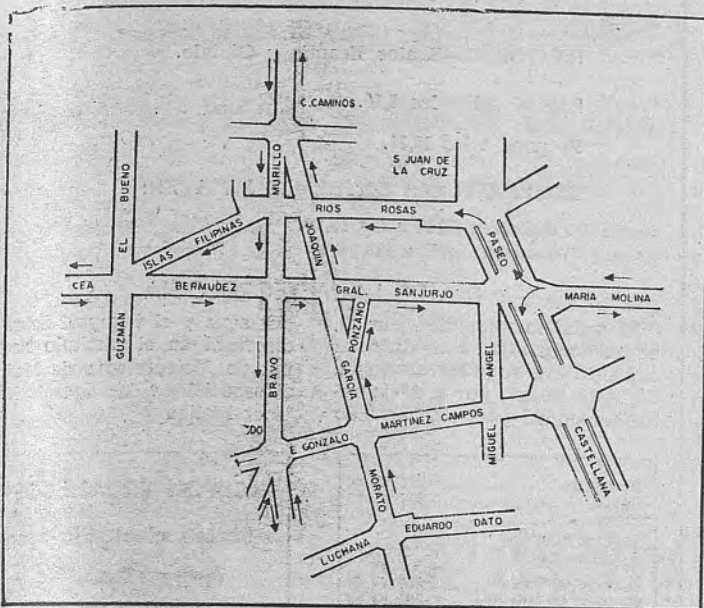 C. CAMINOS.
MURILLO
S JUAN DE
LA CRUZ
EL BUENO
RIOS ROSAS
ISLAS FILIPINAS
JOAQUIN
PASEO
CEA
BERMUDEZ
GRAL. SANJURJO
MARIA MOLINA
GUZMAN
PONZANO
GARCIA
BRAVO
ANGEL
MARTINEZ CAMPOS
E GONZALO
MIGUEL
CASTELLANA
MORATO
EDUARDO DATO
LUCHANA